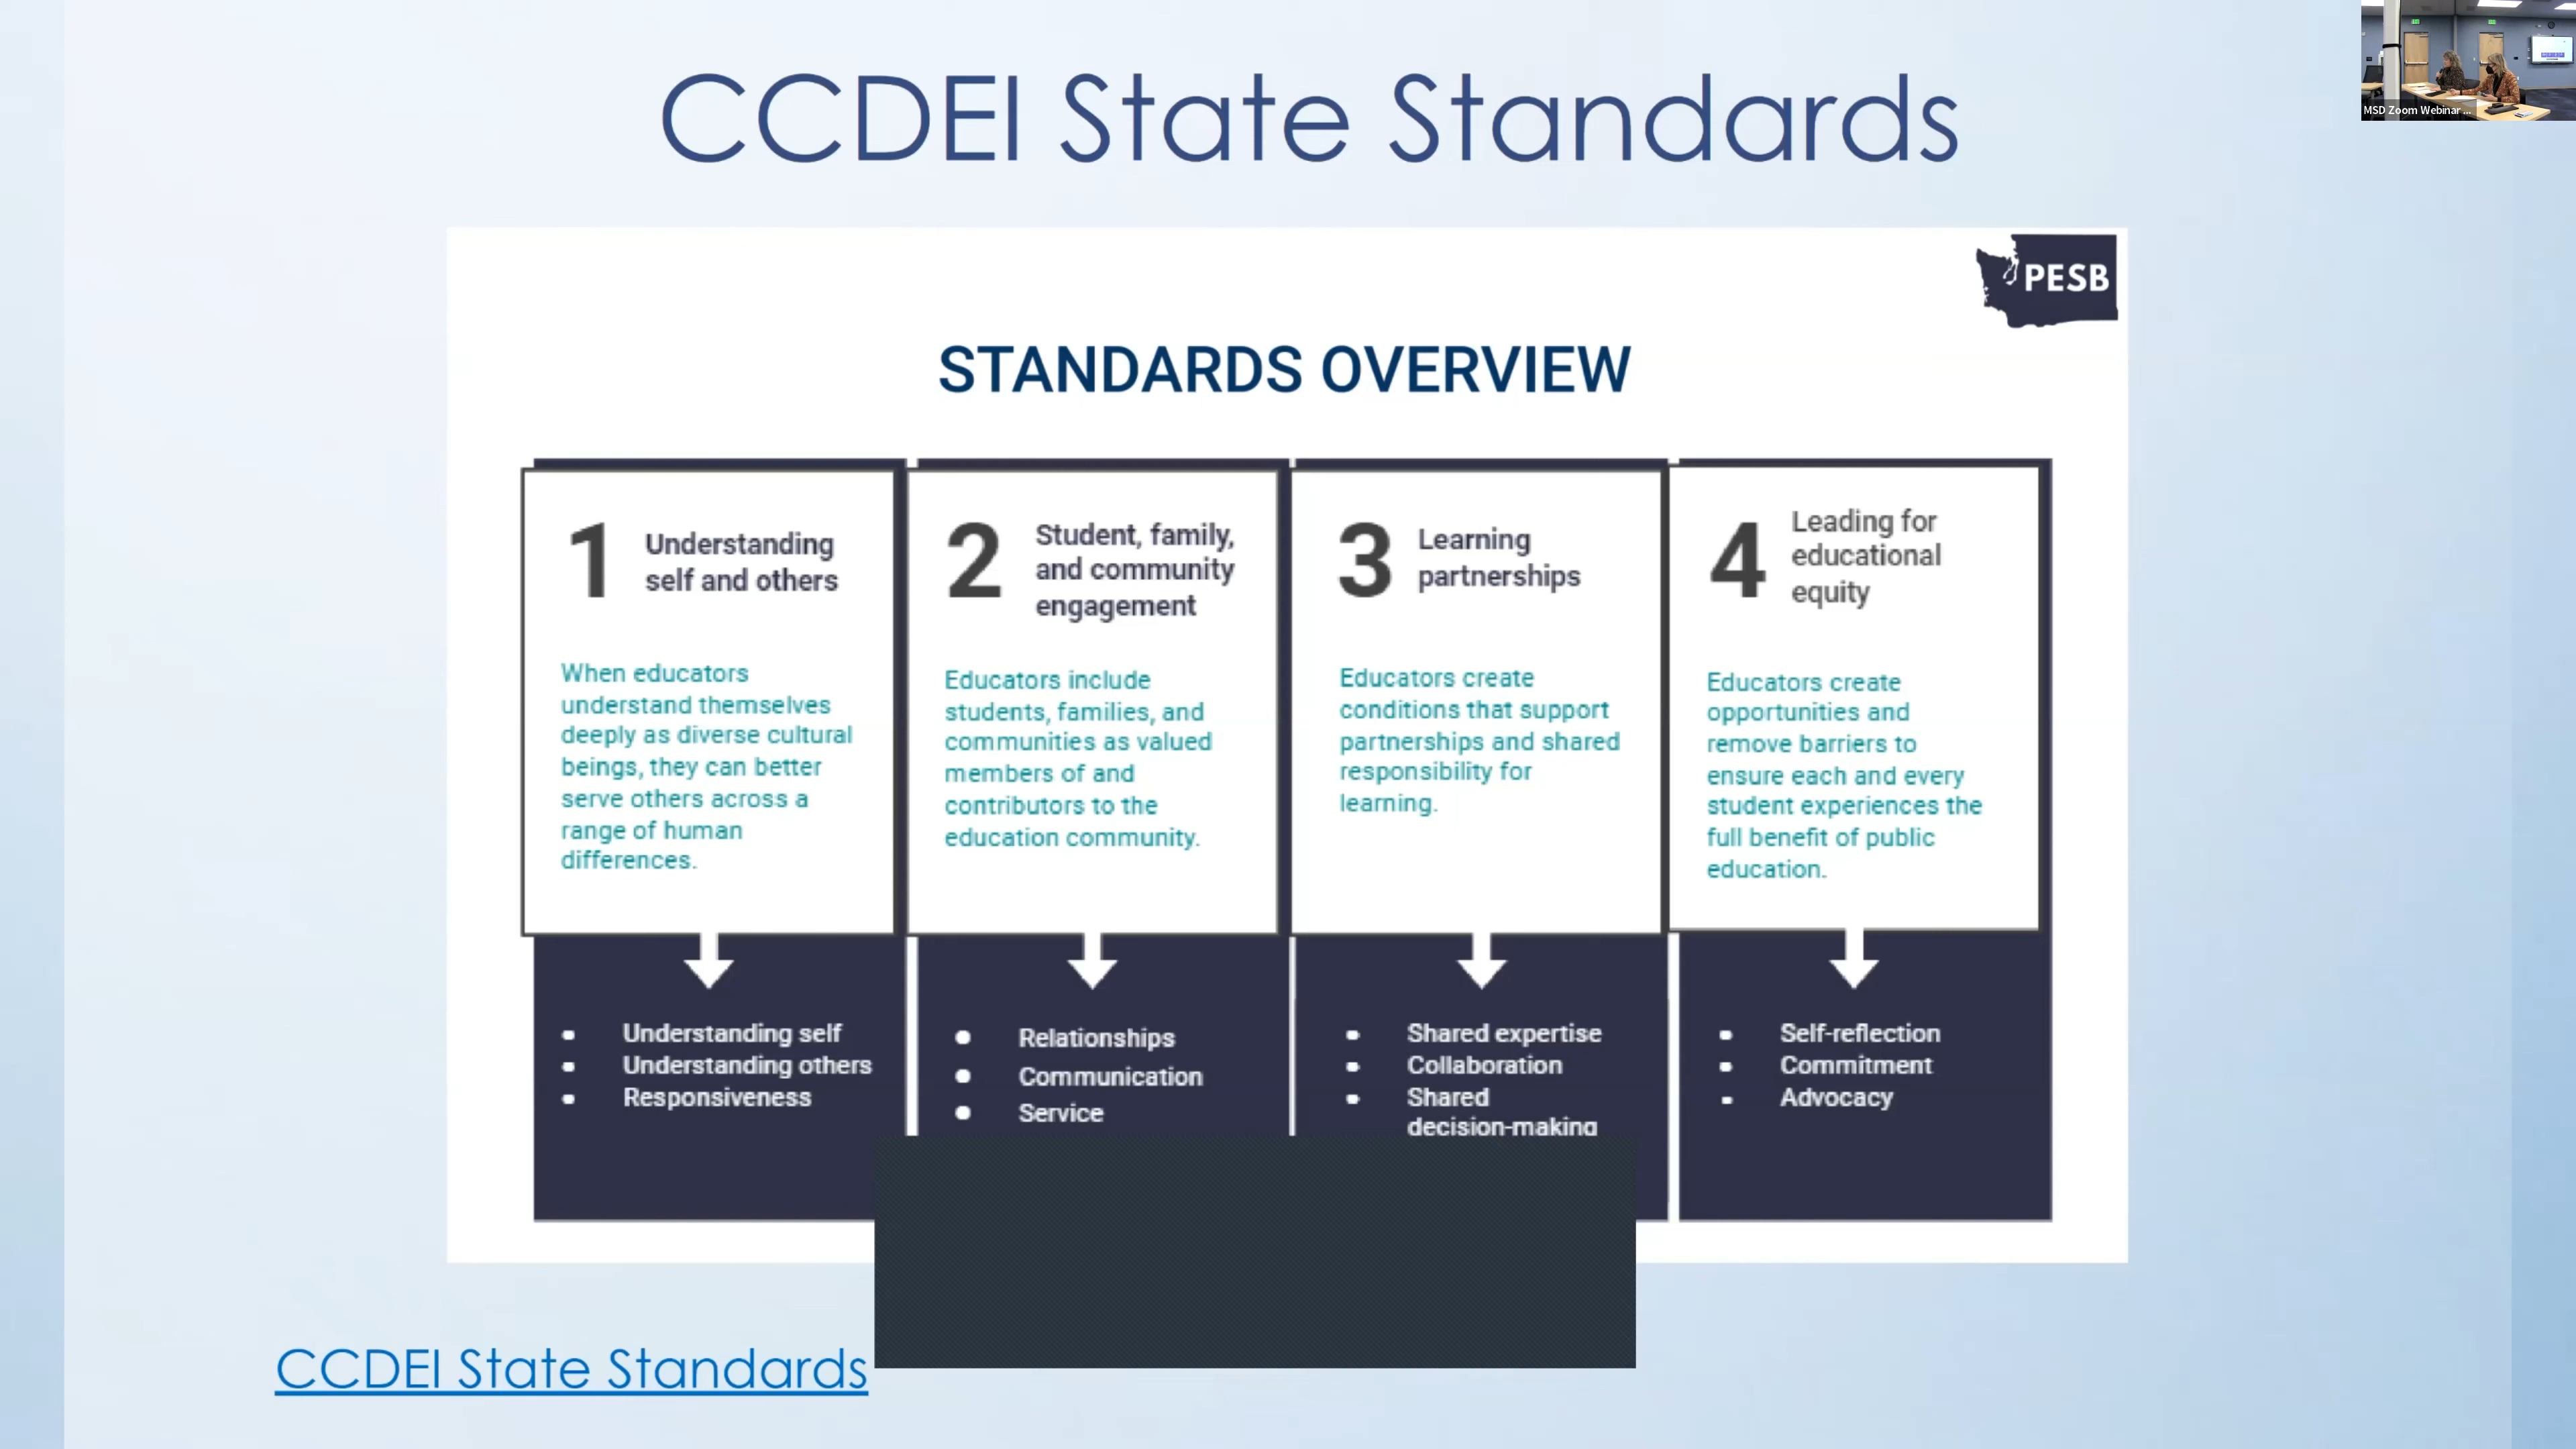 CCDEI State Standards
MSD Zoom Webinar ...
PESB
STANDARDS OVERVIEW
1
Understanding
self and others
When educators
understand themselves
deeply as diverse cultural
beings, they can better
serve others across a
range of human
differences.
• Understanding self
• Understanding others
• Responsiveness
2
Student, family,
and community
engagement
Educators include
students, families, and
communities as valued
members of and
contributors to the
education community.
• Relationships
• Communication
• Service
3
Learning
partnerships
Educators create
conditions that support
partnerships and shared
responsibility for
learning.
• Shared expertise
• Collaboration
• Shared
decision-making
4
Leading for
educational
equity
Educators create
opportunities and
remove barriers to
ensure each and every
student experiences the
full benefit of public
education.
• Self-reflection
• Commitment
• Advocacy
CCDEI State Standards